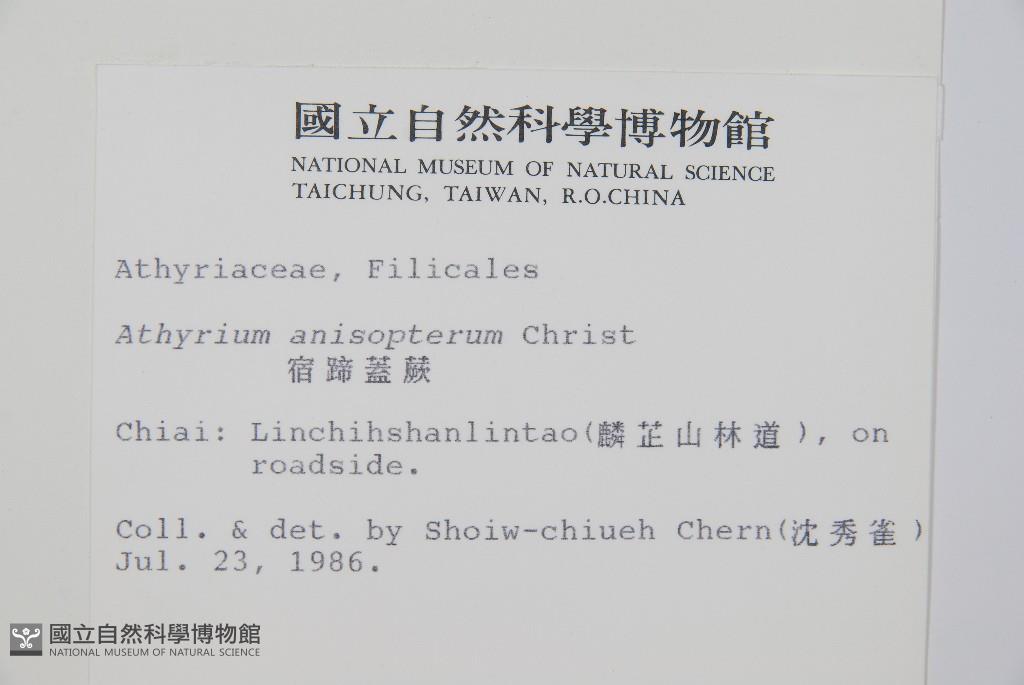 國立自然科學博物館
NATIONAL MUSEUM OF NATURAL SCIENCE
TAICHUNG, TAIWAN, R.O.CHINA
Athyriaceae, Filicales
Athyrium anisopterum Christ
宿蹄蓋蕨
Chiai: Linchihshanlintao(麟芷山林道), on
roadside.
Coll. & det. by Shoiw-chiueh Chern(沈秀雀)
Jul. 23, 1986.
國立自然科學博物館
NATIONAL MUSEUM OF NATURAL SCIENCE